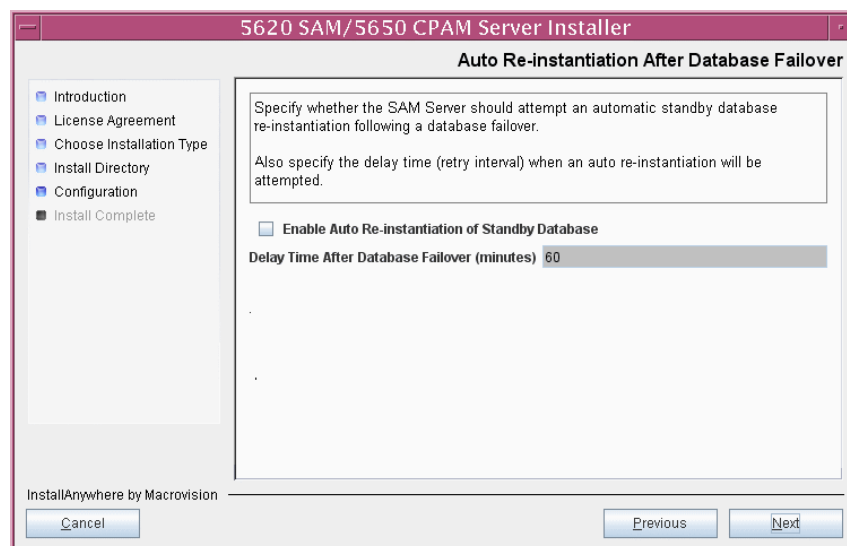 5620 SAM/5650 CPAM Server Installer
Auto Re-instantiation After Database Failover
Introduction
License Agreement
Choose Installation Type
Install Directory
Configuration
Install Complete
Specify whether the SAM Server should attempt an automatic standby database
re-instantiation following a database failover.
Also specify the delay time (retry interval) when an auto re-instantiation will be
attempted.
Enable Auto Re-instantiation of Standby Database
Delay Time After Database Failover (minutes) 60
InstallAnywhere by Macrovision
Cancel
Previous
Next